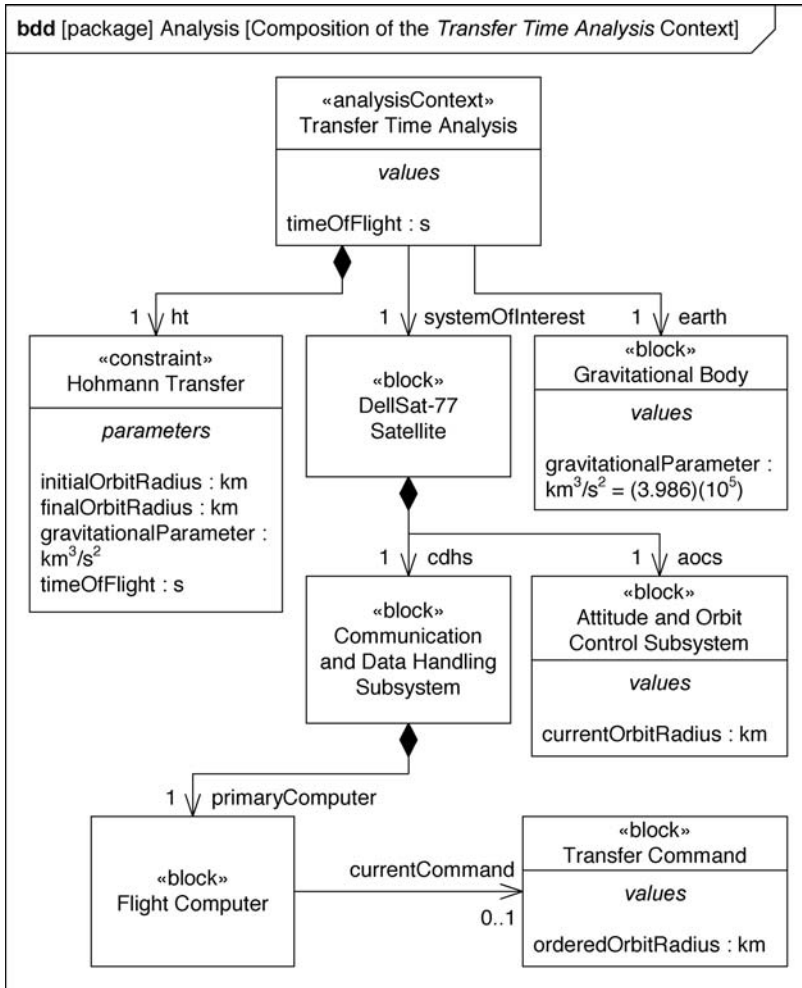 bdd [package] Analysis [Composition of the Transfer Time Analysis Context]
«analysisContext»
Transfer Time Analysis
values
timeOfFlight : s
1 ht
1 systemOfInterest
1 earth
«constraint»
Hohmann Transfer
parameters
initialOrbitRadius : km
finalOrbitRadius : km
gravitationalParameter :
km³/s²
timeOfFlight : s
«block»
DellSat-77
Satellite
«block»
Gravitational Body
values
gravitationalParameter :
km³/s² = (3.986)(10⁵)
1 cdhs
1 aocs
«block»
Communication
and Data Handling
Subsystem
«block»
Attitude and Orbit
Control Subsystem
values
currentOrbitRadius : km
1 primaryComputer
«block»
Flight Computer
currentCommand
0..1
«block»
Transfer Command
values
orderedOrbitRadius : km